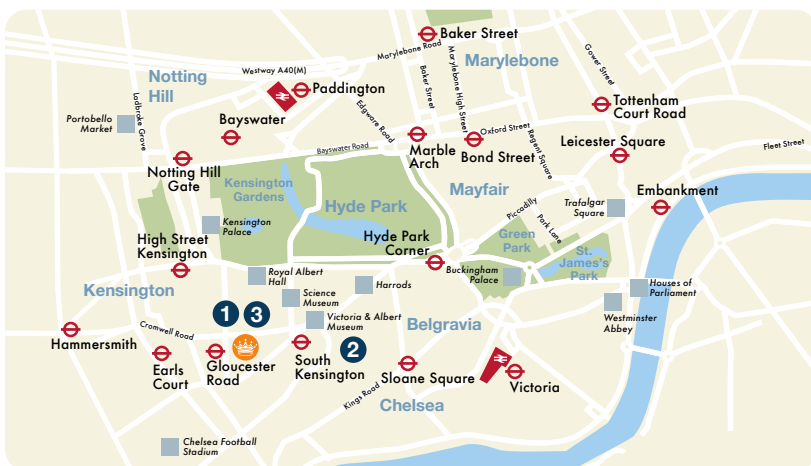 Baker Street
Marylebone Road
Marylebone
Gower Street
Westway A40(M)
Notting
Hill
Paddington
Baker Street
Marylebone High Street
Ladbroke Grove
Portobello
Market
Bayswater
Edgware Road
Tottenham
Court Road
Oxford Street
Regent Square
Leicester Square
Fleet Street
Marble
Arch
Bond Street
Bayswater Road
Notting Hill
Gate
Kensington
Gardens
Mayfair
Embankment
Hyde Park
Piccadilly
Park Lane
Trafalgar
Square
Kensington
Palace
Green
Park
High Street
Kensington
Hyde Park
Corner
St.
James's
Park
Buckingham
Palace
Royal Albert
Hall
Harrods
Houses of
Parliament
Kensington
Science
Museum
Westminster
Abbey
1
3
Victoria & Albert
Museum
Belgravia
Cromwell Road
Hammersmith
2
Earls
Court
Gloucester
Road
South
Kensington
Sloane Square
Victoria
Kings Road
Chelsea
Chelsea Football
Stadium